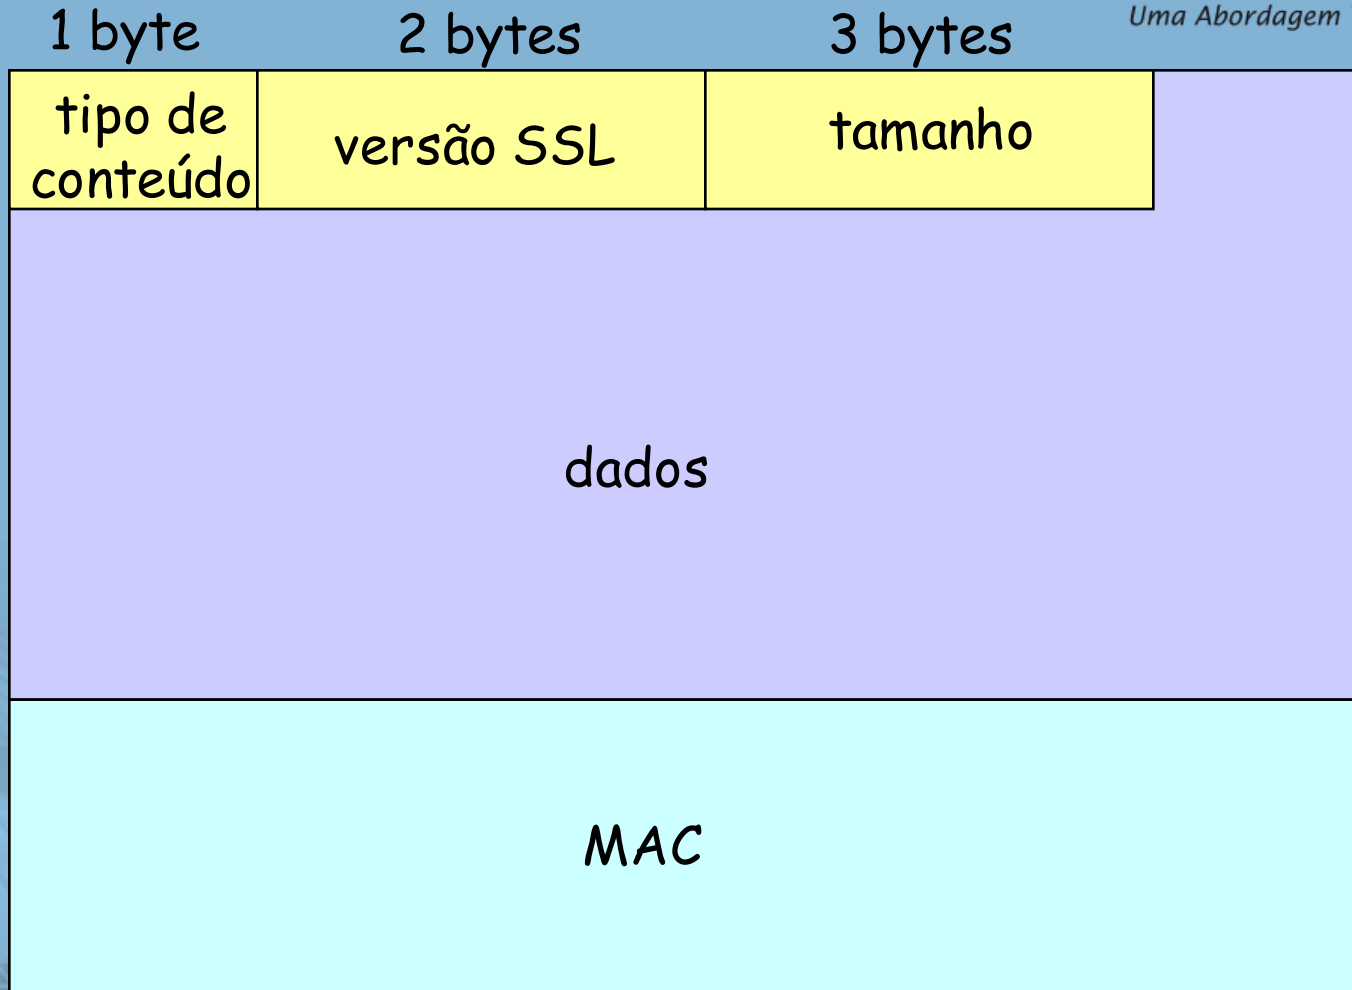 Uma Abordagem
1 byte
2 bytes
3 bytes
tipo de
conteúdo
versão SSL
tamanho
dados
MAC